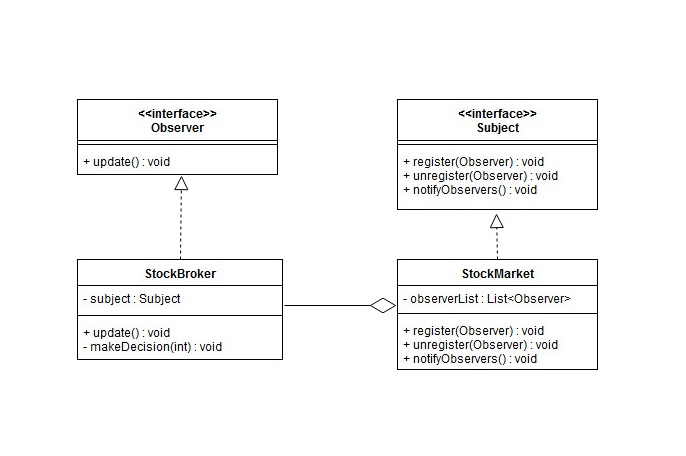 <<interface>>
Observer
+ update() : void
<<interface>>
Subject
+ register(Observer) : void
+ unregister(Observer) : void
+ notifyObservers() : void
StockBroker
- subject : Subject
+ update() : void
- makeDecision(int) : void
StockMarket
- observerList : List<Observer>
+ register(Observer) : void
+ unregister(Observer) : void
+ notifyObservers() : void